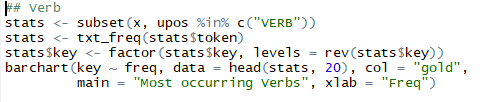 ## Verb
stats <- subset(x, upos %in% c("VERB"))
stats <- txt_freq(stats$token)
stats$key <- factor(stats$key, levels = rev(stats$key))
barchart(key ~ freq, data = head(stats, 20), col = "gold",
main = "Most occurring Verbs", xlab = "Freq")